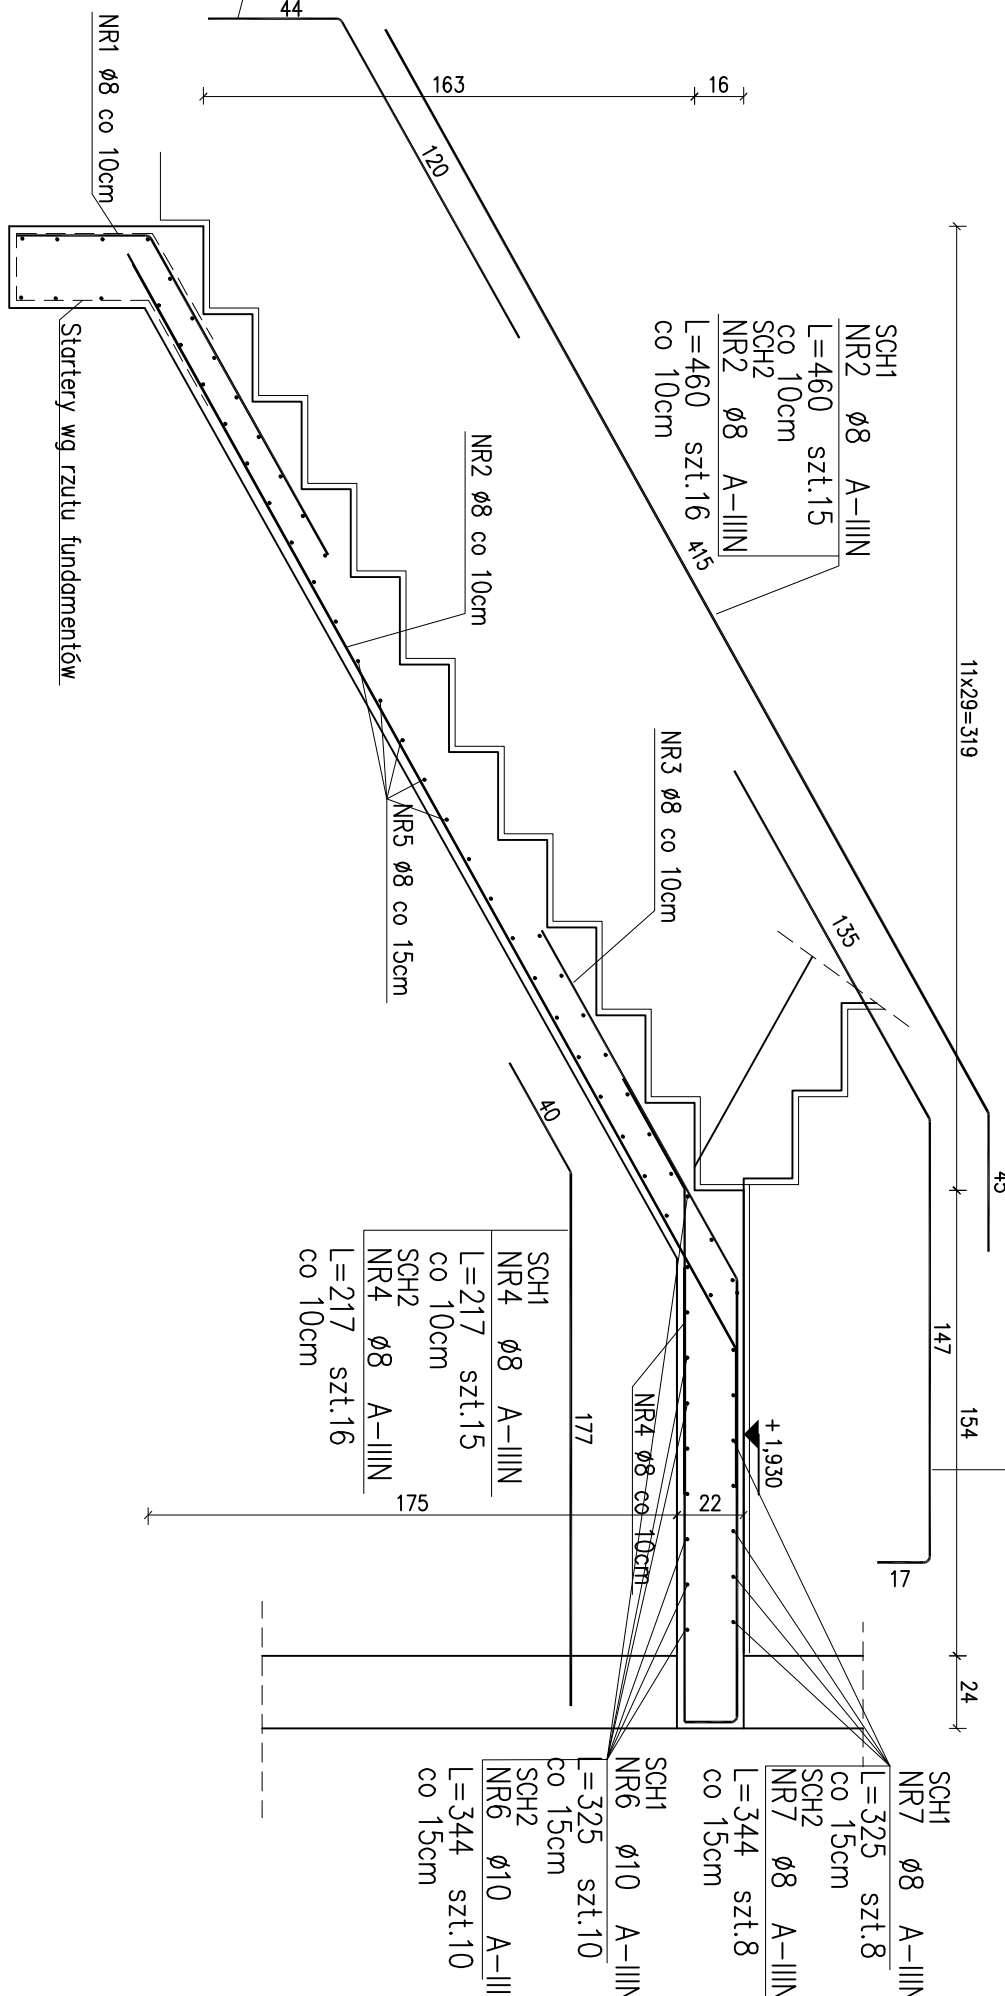 44
163
16
120
NR1 ø8 co 10cm
Startery wg rzutu fundamentów
SCH1
NR2 ø8 A-IIIN
L=460 szt.15
co 10cm
SCH2
NR2 ø8 A-IIIN
L=460 szt.16
co 10cm
415
NR2 ø8 co 10cm
11x29=319
NR3 ø8 co 10cm
NR5 ø8 co 15cm
135
40
45
147
154
SCH1
NR4 ø8 A-IIIN
L=217 szt.15
co 10cm
SCH2
NR4 ø8 A-IIIN
L=217 szt.16
co 10cm
177
NR4 ø8 co 10cm
+1,930
175
22
17
24
SCH1
NR7 ø8 A-IIIN
L=325 szt.8
co 15cm
SCH2
NR7 ø8 A-IIIN
L=344 szt.8
co 15cm
SCH1
NR6 ø10 A-IIIN
L=325 szt.10
co 15cm
SCH2
NR6 ø10 A-III
L=344 szt.10
co 15cm